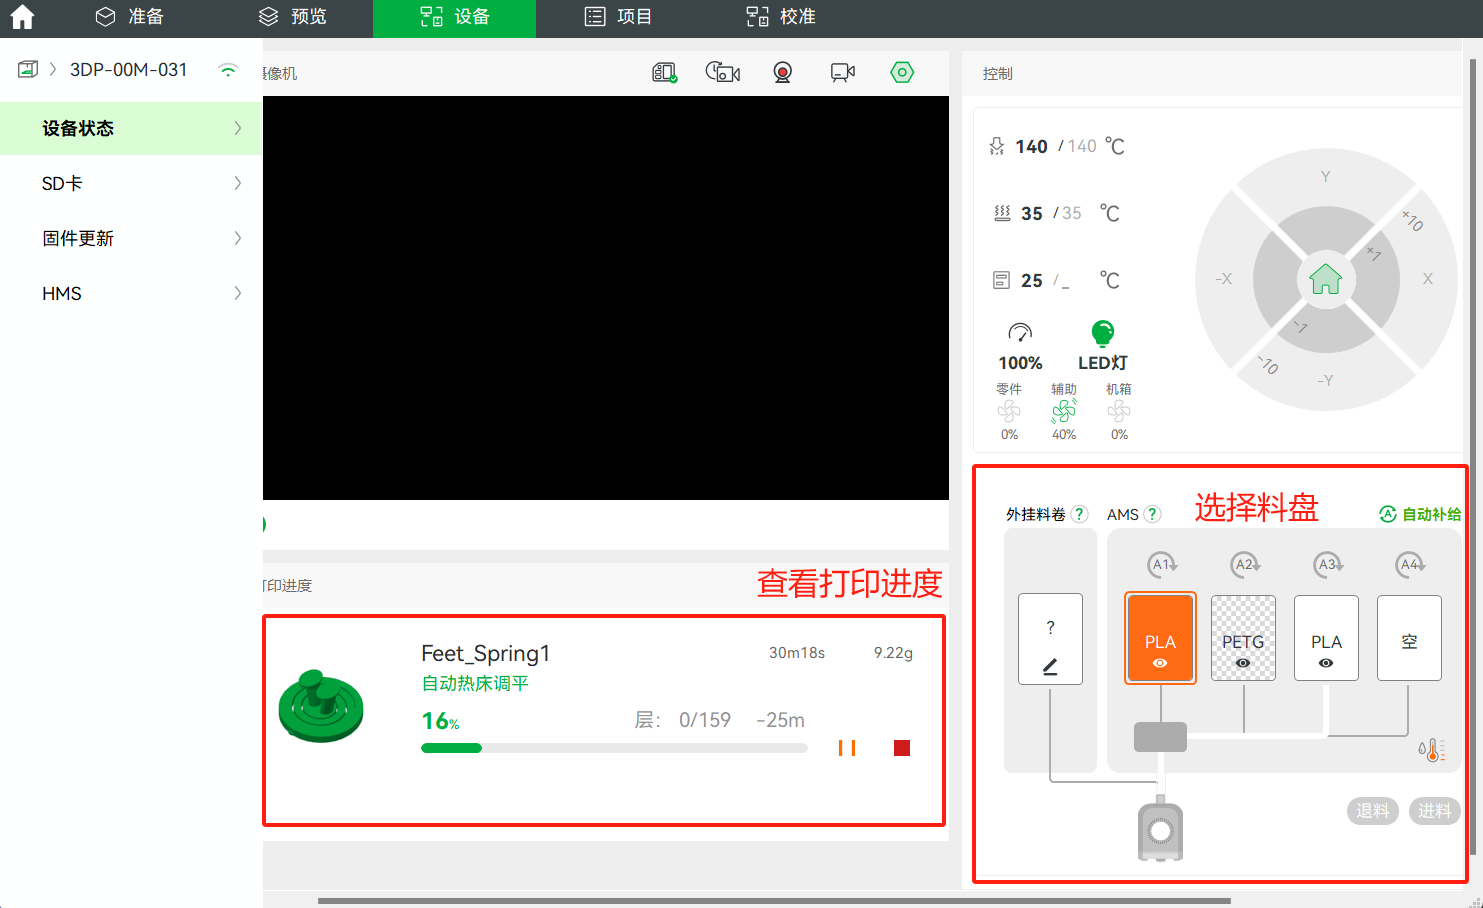 准备
预览
设备
项目
校准
3DP-00M-031
设备状态
SD卡
固件更新
HMS
摄像机
控制
140 /140 °C
35 /35 °C
25 /_ °C
100%
LED灯
零件
辅助
机箱
0%
40%
0%
Y
-X
X
-Y
+10
+1
-1
-10
打印进度
查看打印进度
Feet_Spring1
30m18s
9.22g
自动热床调平
16%
层: 0/159
-25m
外挂料卷 ?
AMS ?
选择料盘
自动补给
A1
A2
A3
A4
?
PLA
PETG
PLA
空
退料
进料